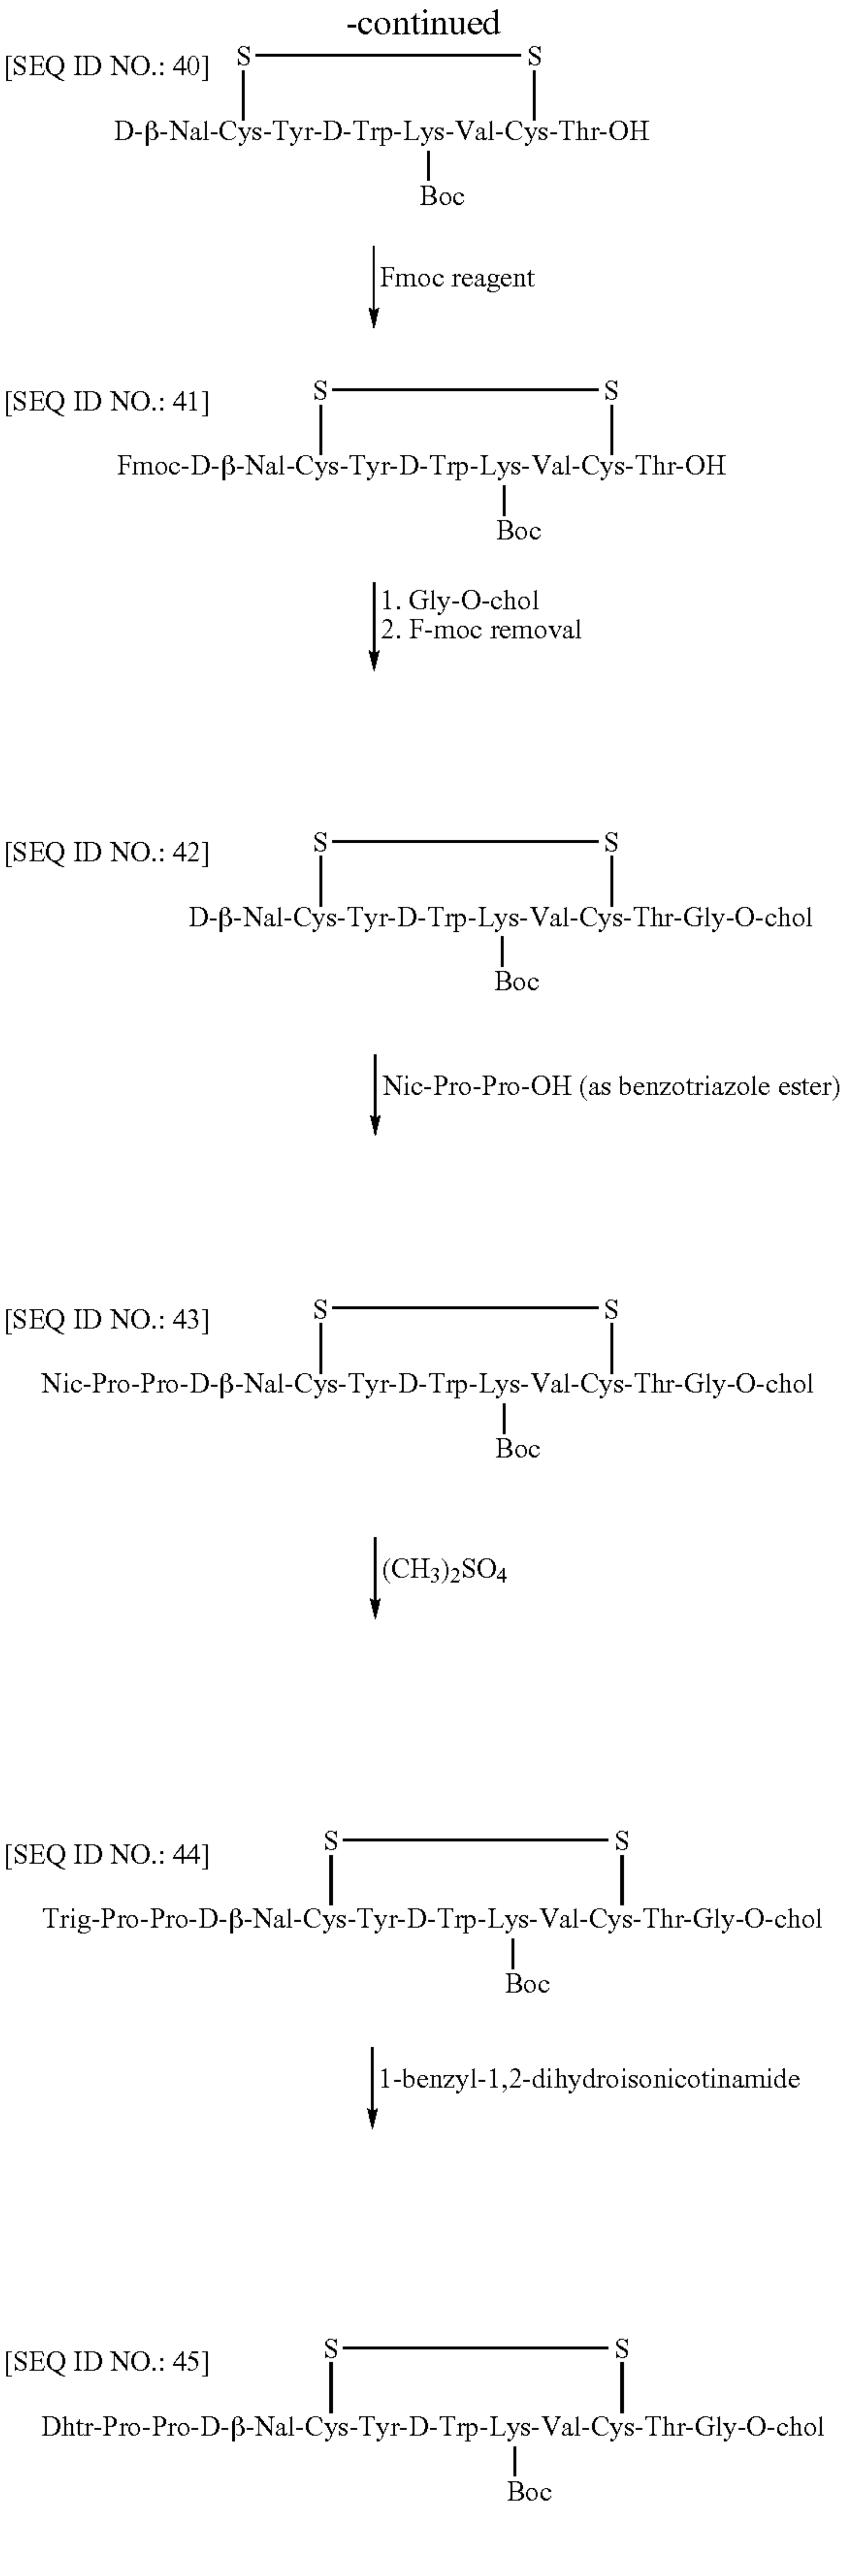 -continued
[SEQ ID NO.: 40]
S S
D-β-Nal-Cys-Tyr-D-Trp-Lys-Val-Cys-Thr-OH
Boc
Fmoc reagent
[SEQ ID NO.: 41]
S S
Fmoc-D-β-Nal-Cys-Tyr-D-Trp-Lys-Val-Cys-Thr-OH
Boc
1. Gly-O-chol
2. F-moc removal
[SEQ ID NO.: 42]
S S
D-β-Nal-Cys-Tyr-D-Trp-Lys-Val-Cys-Thr-Gly-O-chol
Boc
Nic-Pro-Pro-OH (as benzotriazole ester)
[SEQ ID NO.: 43]
S S
Nic-Pro-Pro-D-β-Nal-Cys-Tyr-D-Trp-Lys-Val-Cys-Thr-Gly-O-chol
Boc
(CH3)2SO4
[SEQ ID NO.: 44]
S S
Trig-Pro-Pro-D-β-Nal-Cys-Tyr-D-Trp-Lys-Val-Cys-Thr-Gly-O-chol
Boc
1-benzyl-1,2-dihydroisonicotinamide
[SEQ ID NO.: 45]
S S
Dhtr-Pro-Pro-D-β-Nal-Cys-Tyr-D-Trp-Lys-Val-Cys-Thr-Gly-O-chol
Boc